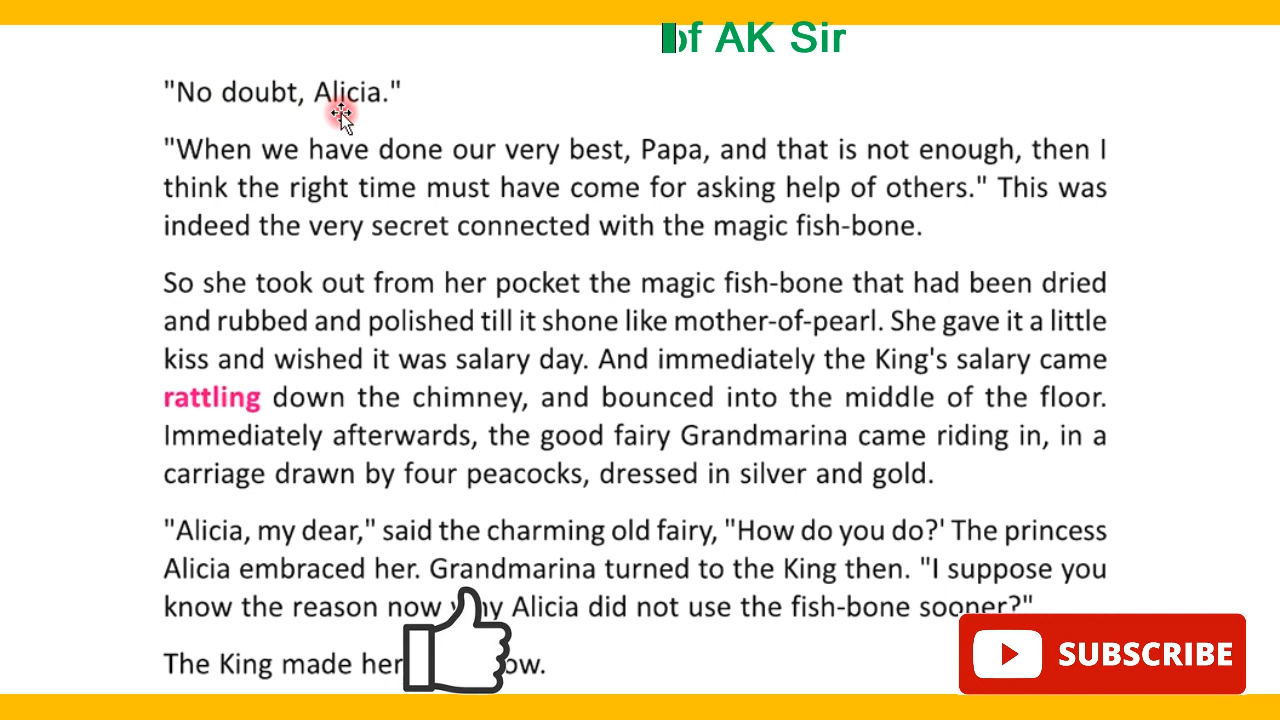 of AK Sir
"No doubt, Alicia."
"When we have done our very best, Papa, and that is not enough, then I
think the right time must have come for asking help of others." This was
indeed the very secret connected with the magic fish-bone.
So she took out from her pocket the magic fish-bone that had been dried
and rubbed and polished till it shone like mother-of-pearl. She gave it a little
kiss and wished it was salary day. And immediately the King's salary came
rattling down the chimney, and bounced into the middle of the floor.
Immediately afterwards, the good fairy Grandmarina came riding in, in a
carriage drawn by four peacocks, dressed in silver and gold.
"Alicia, my dear," said the charming old fairy, "How do you do?' The princess
Alicia embraced her. Grandmarina turned to the King then. "I suppose you
know the reason now Alicia did not use the fish-bone sooner?"
The King made her
SUBSCRIBE